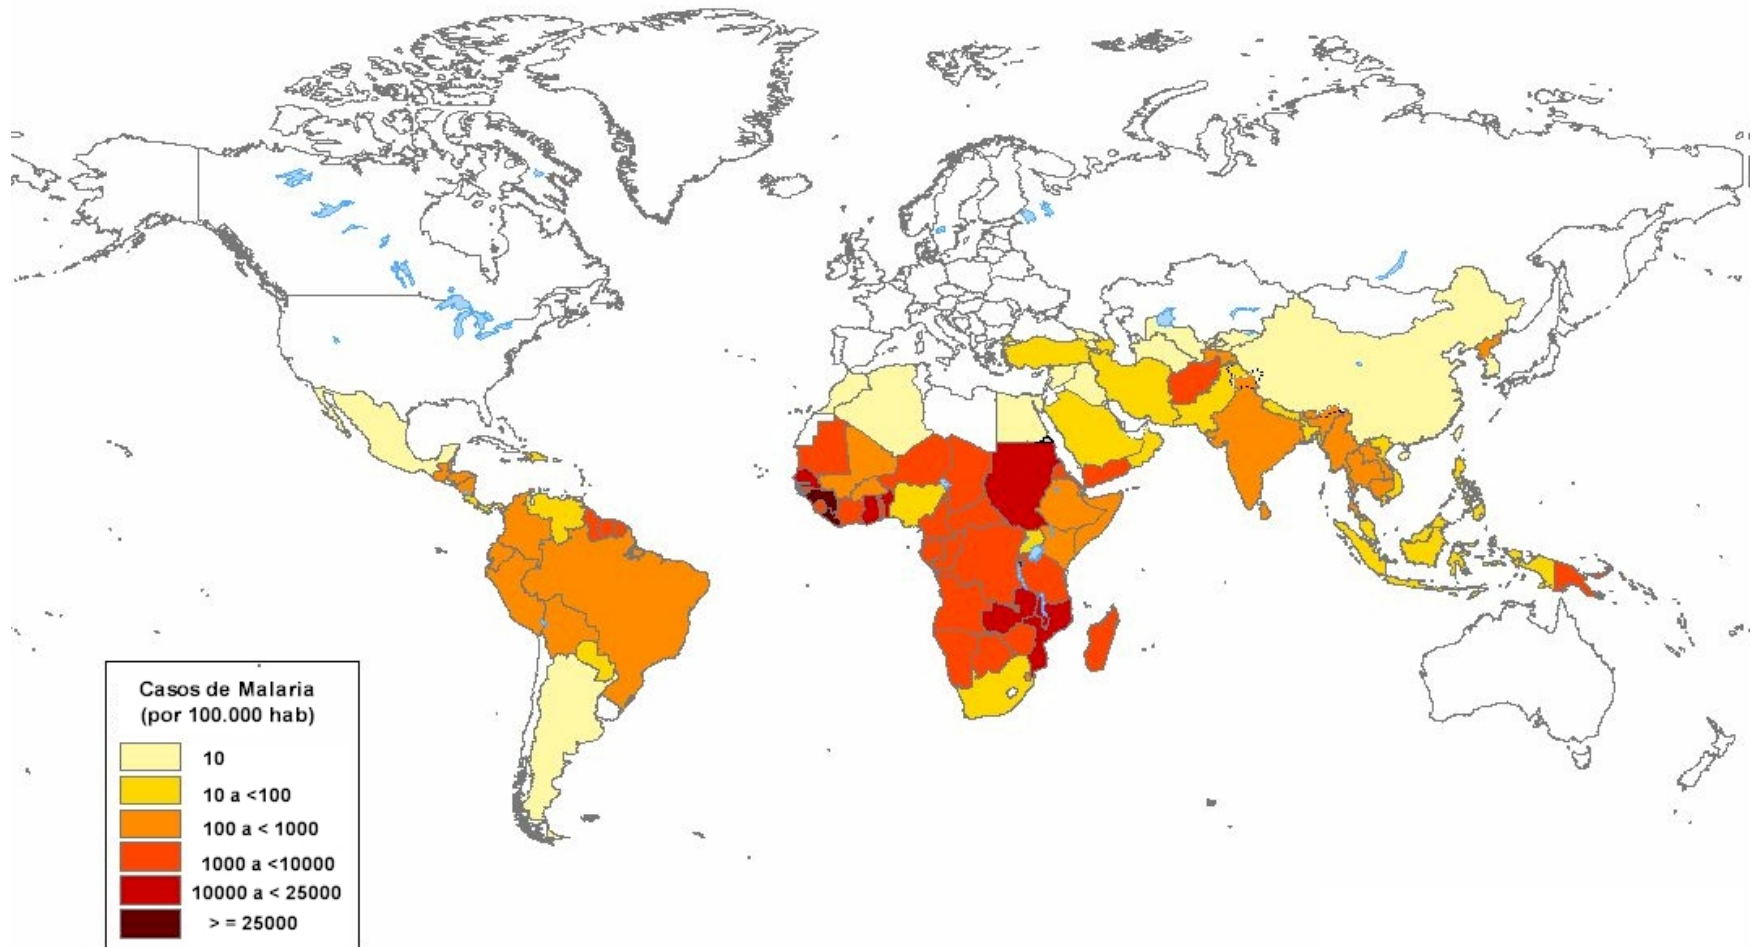 Casos de Malaria
(por 100.000 hab)
10
10 a <100
100 a < 1000
1000 a <10000
10000 a < 25000
> = 25000